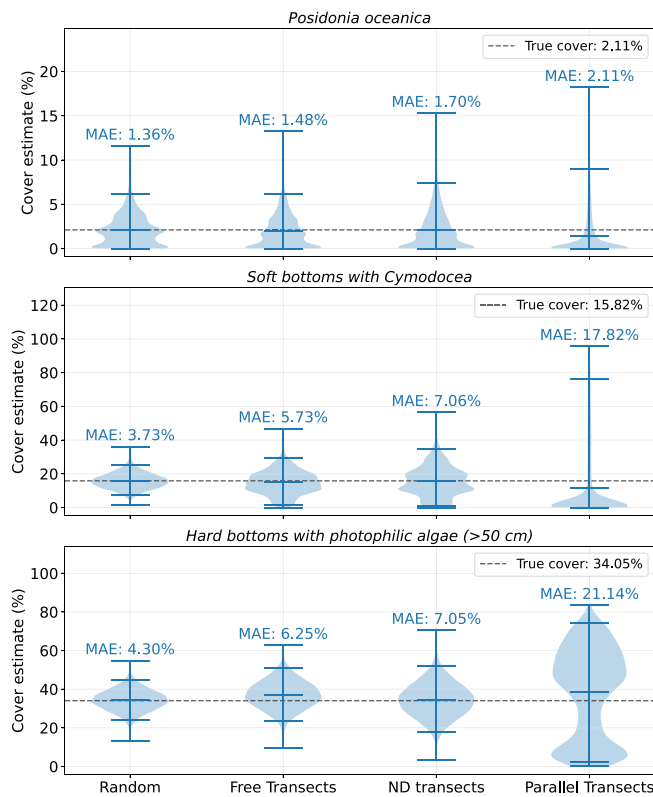 Posidonia oceanica
True cover: 2.11%
MAE: 1.36%
MAE: 1.48%
MAE: 1.70%
MAE: 2.11%
Cover estimate (%)
20
15
10
5
0
Soft bottoms with Cymodocea
True cover: 15.82%
MAE: 3.73%
MAE: 5.73%
MAE: 7.06%
MAE: 17.82%
Cover estimate (%)
120
100
80
60
40
20
0
Hard bottoms with photophilic algae (>50 cm)
True cover: 34.05%
MAE: 4.30%
MAE: 6.25%
MAE: 7.05%
MAE: 21.14%
Cover estimate (%)
100
80
60
40
20
0
Random
Free Transects
ND transects
Parallel Transects